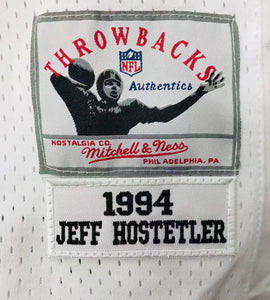 THROWBACKS
NFL
Authentics
NOSTALGIA CO.
Mitchell & Ness
PHILADELPHIA, PA
1994
JEFF HOSTETLER